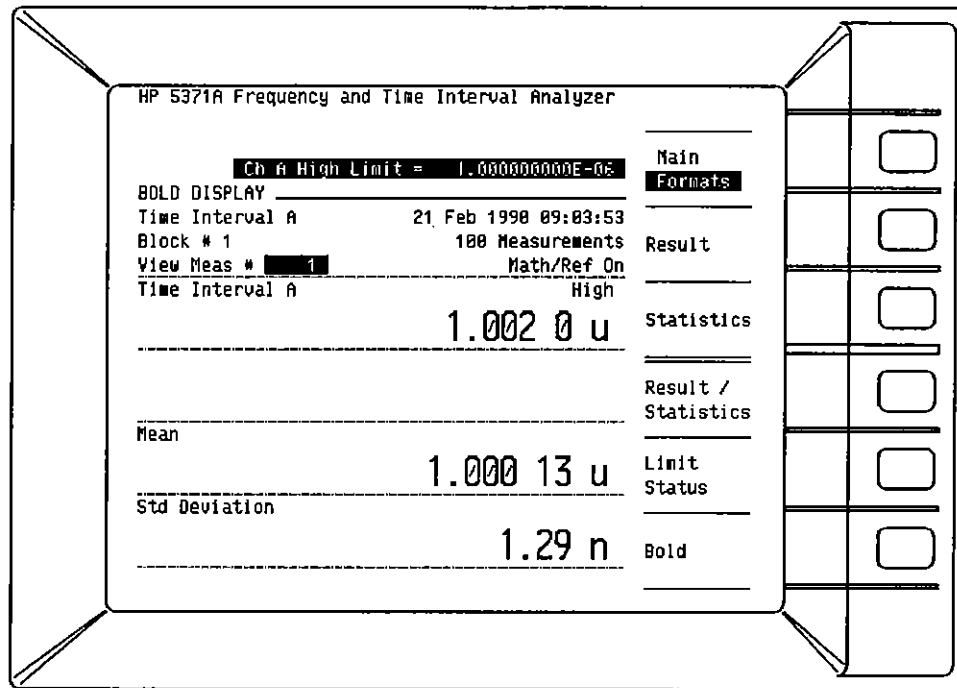 HP 5371A Frequency and Time Interval Analyzer
Ch A High Limit = 1.000000000E-06
BOLD DISPLAY
Time Interval A 21 Feb 1990 09:03:53
Block # 1 100 Measurements
View Meas # 1 Math/Ref On
Time Interval A High
1.002 0 u
Mean
1.000 13 u
Std Deviation
1.29 n
Main
Formats
Result
Statistics
Result /
Statistics
Limit
Status
Bold